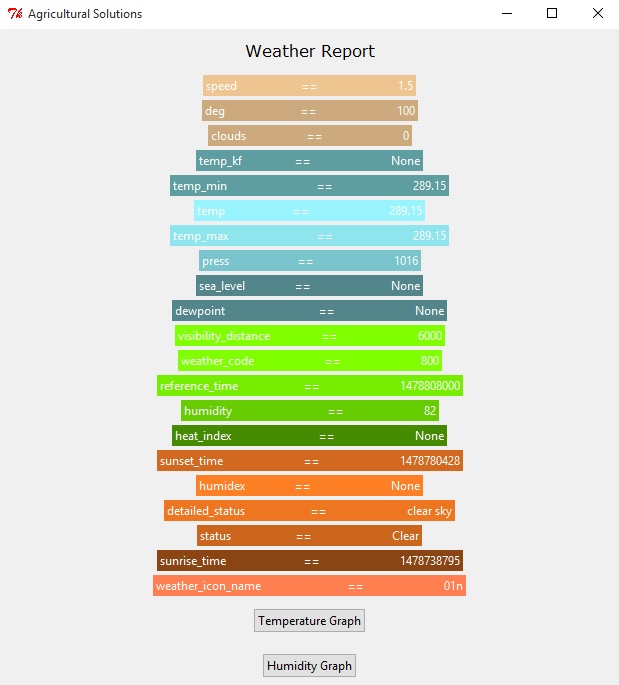 Agricultural Solutions
Weather Report
speed == 1.5
deg == 100
clouds == 0
temp_kf == None
temp_min == 289.15
temp == 289.15
temp_max == 289.15
press == 1016
sea_level == None
dewpoint == None
visibility_distance == 6000
weather_code == 800
reference_time == 1478808000
humidity == 82
heat_index == None
sunset_time == 1478780428
humidex == None
detailed_status == clear sky
status == Clear
sunrise_time == 1478738795
weather_icon_name == 01n
Temperature Graph
Humidity Graph